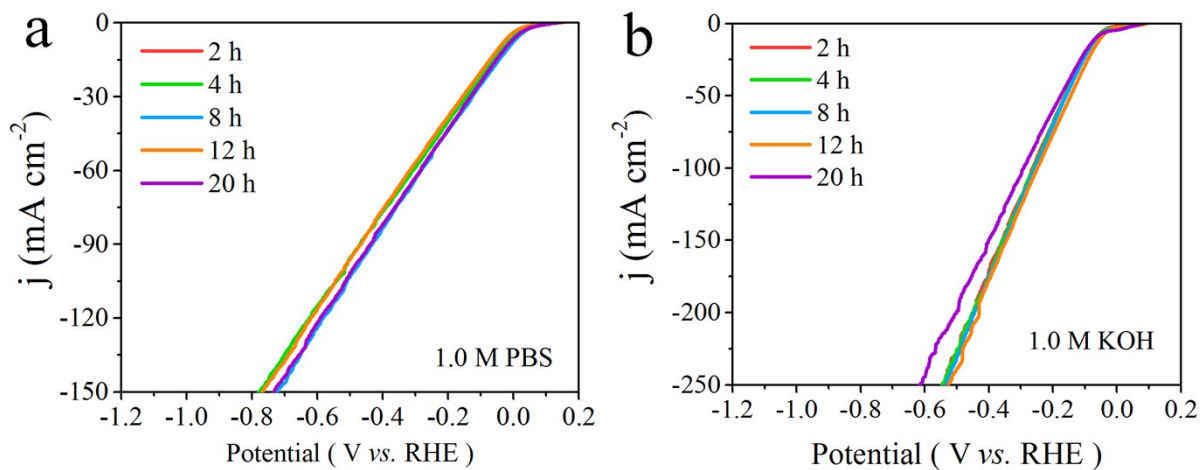 a
j (mA cm⁻²)
0
-30
-60
-90
-120
-150
2 h
4 h
8 h
12 h
20 h
1.0 M PBS
-1.2 -1.0 -0.8 -0.6 -0.4 -0.2 0.0 0.2
Potential ( V vs. RHE)
b
j (mA cm⁻²)
0
-50
-100
-150
-200
-250
2 h
4 h
8 h
12 h
20 h
1.0 M KOH
-1.2 -1.0 -0.8 -0.6 -0.4 -0.2 0.0 0.2
Potential ( V vs. RHE)